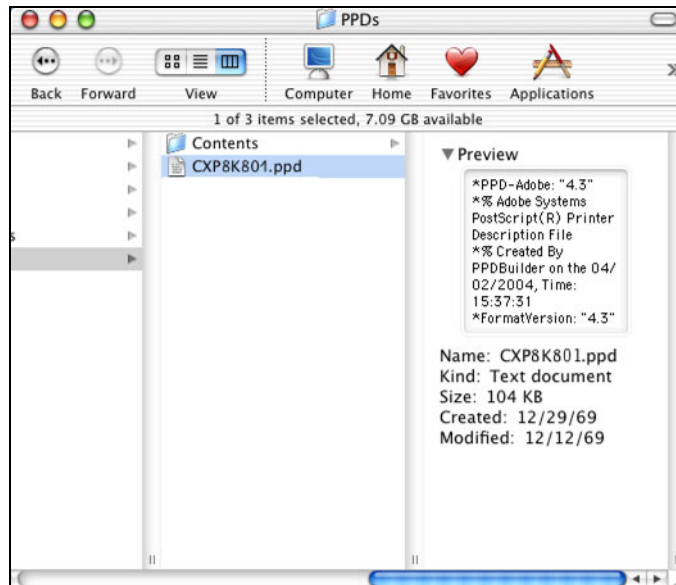 PPDs
Back Forward View Computer Home Favorites Applications
1 of 3 items selected, 7.09 GB available
Contents
CXP8K801.ppd
s
Preview
*PPD-Adobe: "4.3"
*% Adobe Systems
PostScript(R) Printer
Description File
*% Created By
PPDBuilder on the 04/
02/2004, Time:
15:37:31
*FormatVersion: "4.3"
Name: CXP8K801.ppd
Kind: Text document
Size: 104 KB
Created: 12/29/69
Modified: 12/12/69